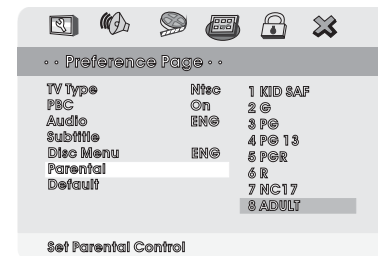 ◦ ◦ Preference Page ◦ ◦
TV Type Ntsc
PBC On
Audio ENG
Subtitle
Disc Menu ENG
Parental
Default
1 KID SAF
2 G
3 PG
4 PG 13
5 PGR
6 R
7 NC17
8 ADULT
Set Parental Control